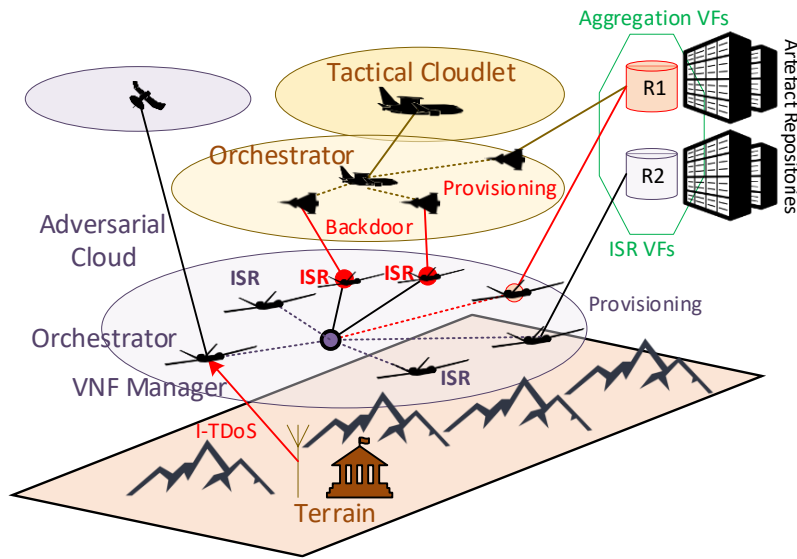 Aggregation VFs
Tactical Cloudlet
R1
Artefact Repositories
Orchestrator
Provisioning
R2
Backdoor
Adversarial
Cloud
ISR VFs
ISR
ISR
ISR
Provisioning
Orchestrator
VNF Manager
ISR
I-TDoS
Terrain